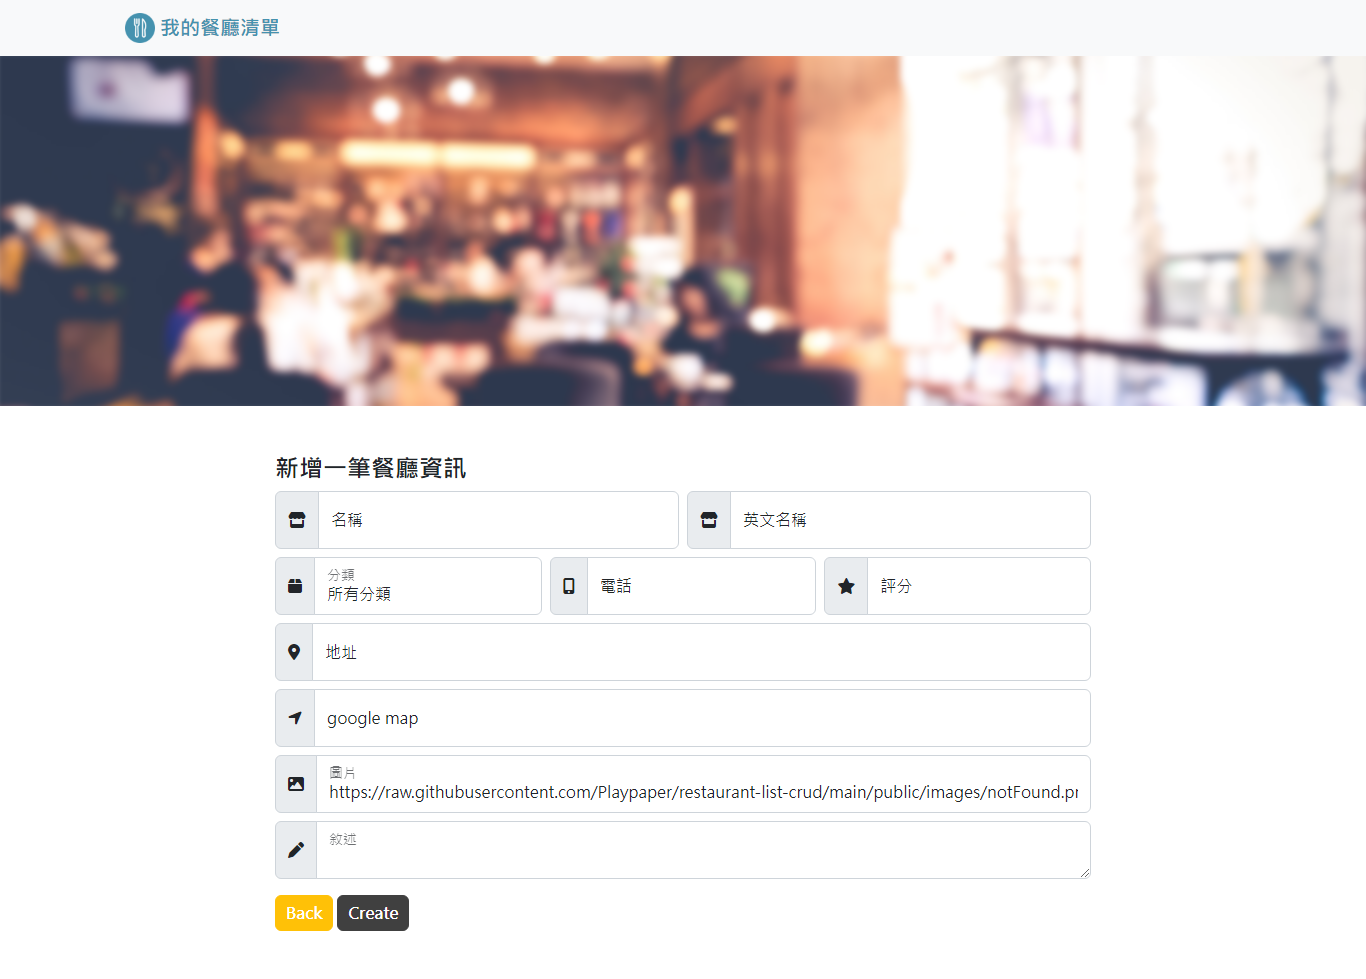 我的餐廳清單
新增一筆餐廳資訊
名稱
英文名稱
分類
所有分類
電話
評分
地址
google map
圖片
https://raw.githubusercontent.com/Playpaper/restaurant-list-crud/main/public/images/notFound.pr
敘述
Back
Create